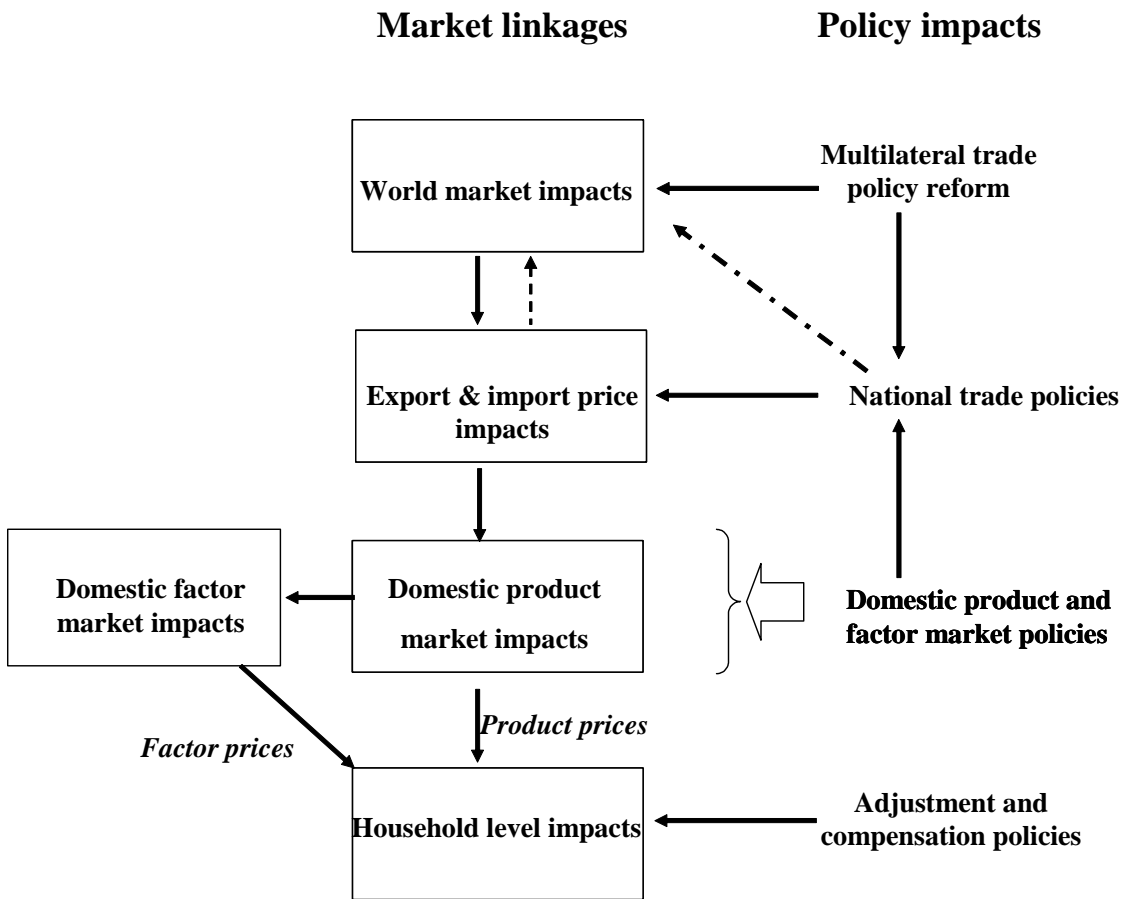 Market linkages
Policy impacts
World market impacts
Multilateral trade
policy reform
Export & import price
impacts
National trade policies
Domestic factor
market impacts
Domestic product
market impacts
Domestic product and
factor market policies
Factor prices
Product prices
Household level impacts
Adjustment and
compensation policies